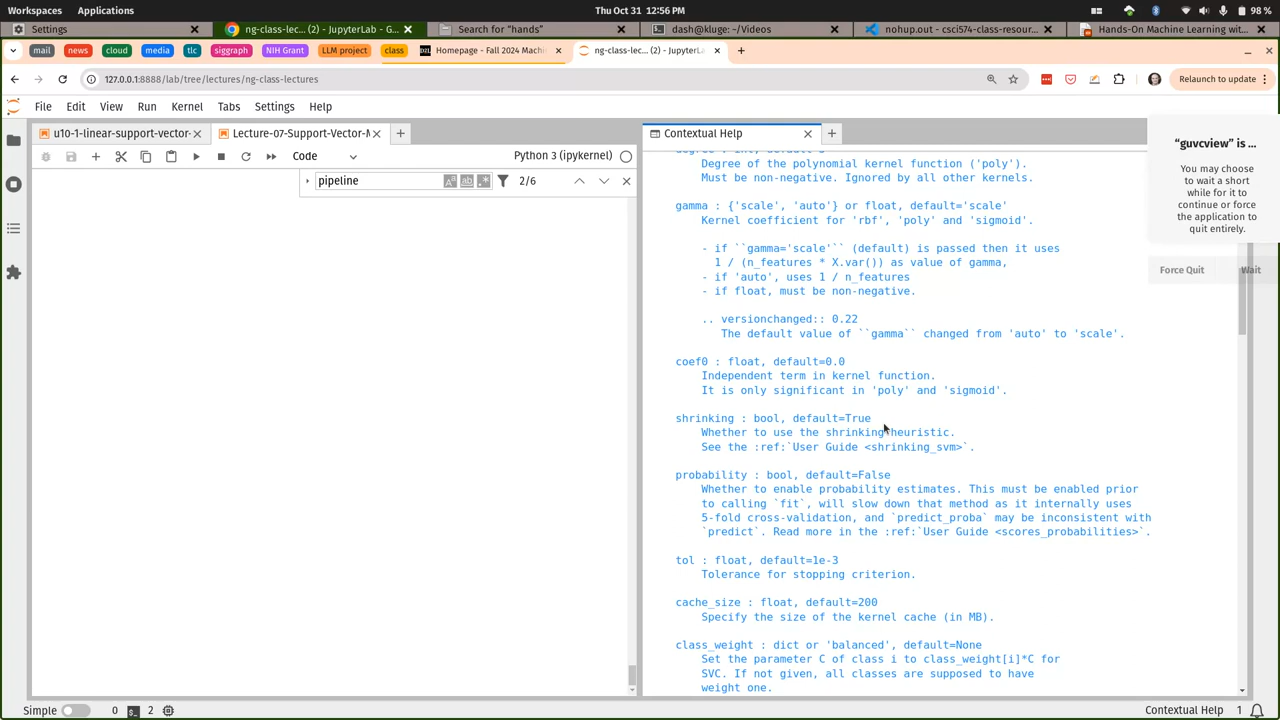 Workspaces
Applications
Thu Oct 31 12:56 PM
98 %
Settings
ng-class-lec... (2) - JupyterLab - G...
Search for “hands”
dash@kluge: ~/Videos
nohup.out - csci574-class-resour...
Hands-On Machine Learning wit...
mail
news
cloud
media
tlc
siggraph
NIH Grant
LLM project
class
Homepage - Fall 2024 Machin
ng-class-lec... (2) - JupyterLa
127.0.0.1:8888/lab/tree/lectures/ng-class-lectures
Relaunch to update
File
Edit
View
Run
Kernel
Tabs
Settings
Help
u10-1-linear-support-vector-
Lecture-07-Support-Vector-M
Contextual Help
Code
Python 3 (ipykernel)
pipeline
2/6
“guvcview” is ...
You may choose
to wait a short
while for it to
continue or force
the application to
quit entirely.
Force Quit
Wait
Degree of the polynomial kernel function ('poly').
Must be non-negative. Ignored by all other kernels.
gamma : {'scale', 'auto'} or float, default='scale'
Kernel coefficient for 'rbf', 'poly' and 'sigmoid'.
- if ``gamma='scale'`` (default) is passed then it uses
1 / (n_features * X.var()) as value of gamma,
- if 'auto', uses 1 / n_features
- if float, must be non-negative.
.. versionchanged:: 0.22
The default value of ``gamma`` changed from 'auto' to 'scale'.
coef0 : float, default=0.0
Independent term in kernel function.
It is only significant in 'poly' and 'sigmoid'.
shrinking : bool, default=True
Whether to use the shrinking heuristic.
See the :ref:`User Guide <shrinking_svm>`.
probability : bool, default=False
Whether to enable probability estimates. This must be enabled prior
to calling `fit`, will slow down that method as it internally uses
5-fold cross-validation, and `predict_proba` may be inconsistent with
`predict`. Read more in the :ref:`User Guide <scores_probabilities>`.
tol : float, default=1e-3
Tolerance for stopping criterion.
cache_size : float, default=200
Specify the size of the kernel cache (in MB).
class_weight : dict or 'balanced', default=None
Set the parameter C of class i to class_weight[i]*C for
SVC. If not given, all classes are supposed to have
weight one.
Simple
0
2
Contextual Help
1